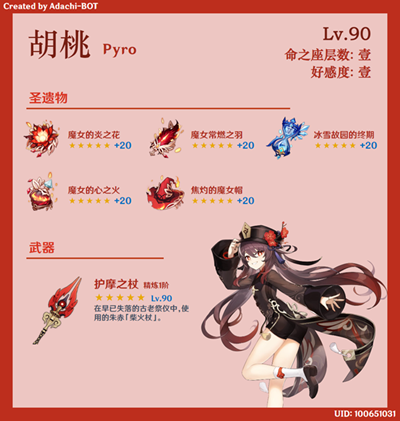 Created by Adachi-BOT
胡桃 Pyro
Lv.90
命之座层数: 壹
好感度: 壹
圣遗物
魔女的炎之花
★★★★★ +20
魔女常燃之羽
★★★★★ +20
冰雪故园的终期
★★★★★ +20
魔女的心之火
★★★★★ +20
焦灼的魔女帽
★★★★★ +20
武器
护摩之杖 精炼1阶
★★★★★ Lv.90
在早已失落的古老祭仪中,使
用的朱赤「柴火杖」。
UID: 100651031